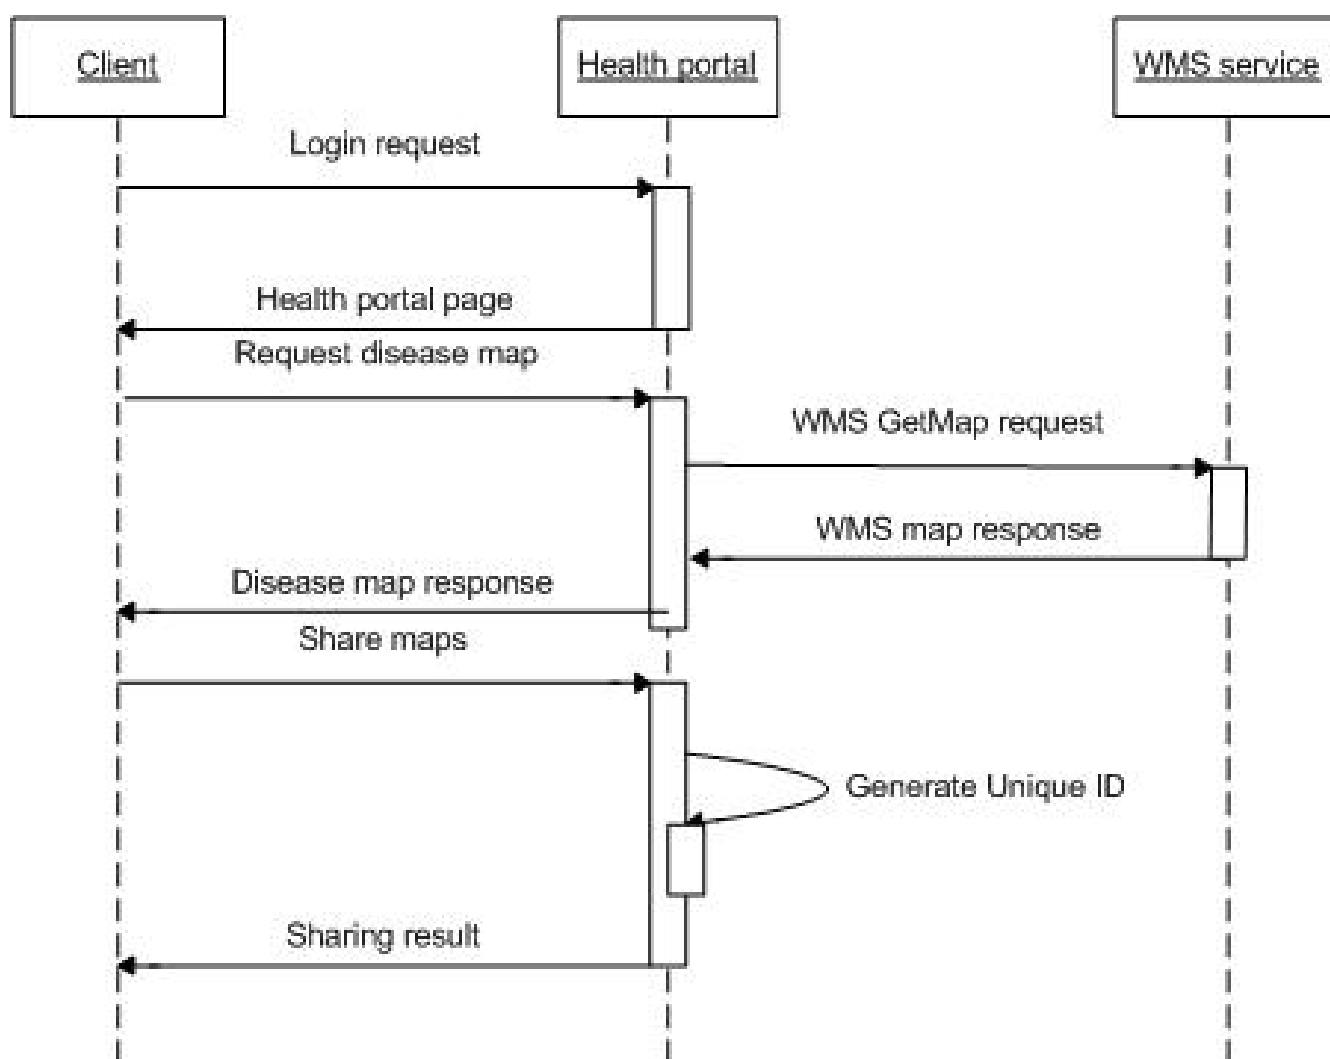 Client
Health portal
WMS service
Login request
Health portal page
Request disease map
WMS GetMap request
WMS map response
Disease map response
Share maps
Generate Unique ID
Sharing result